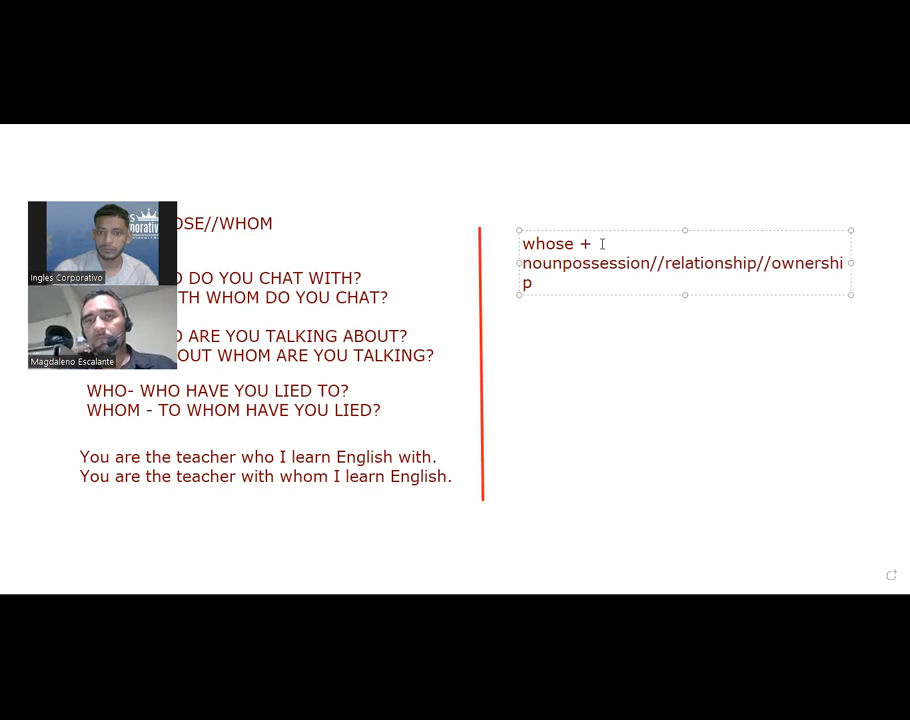 OSE//WHOM
DO YOU CHAT WITH?
TH WHOM DO YOU CHAT?
ARE YOU TALKING ABOUT?
OUT WHOM ARE YOU TALKING?
WHO- WHO HAVE YOU LIED TO?
WHOM - TO WHOM HAVE YOU LIED?
You are the teacher who I learn English with.
You are the teacher with whom I learn English.
Ingles Corporativo
Magdaleno Escalante
whose +
nounpossession//relationship//ownershi
p